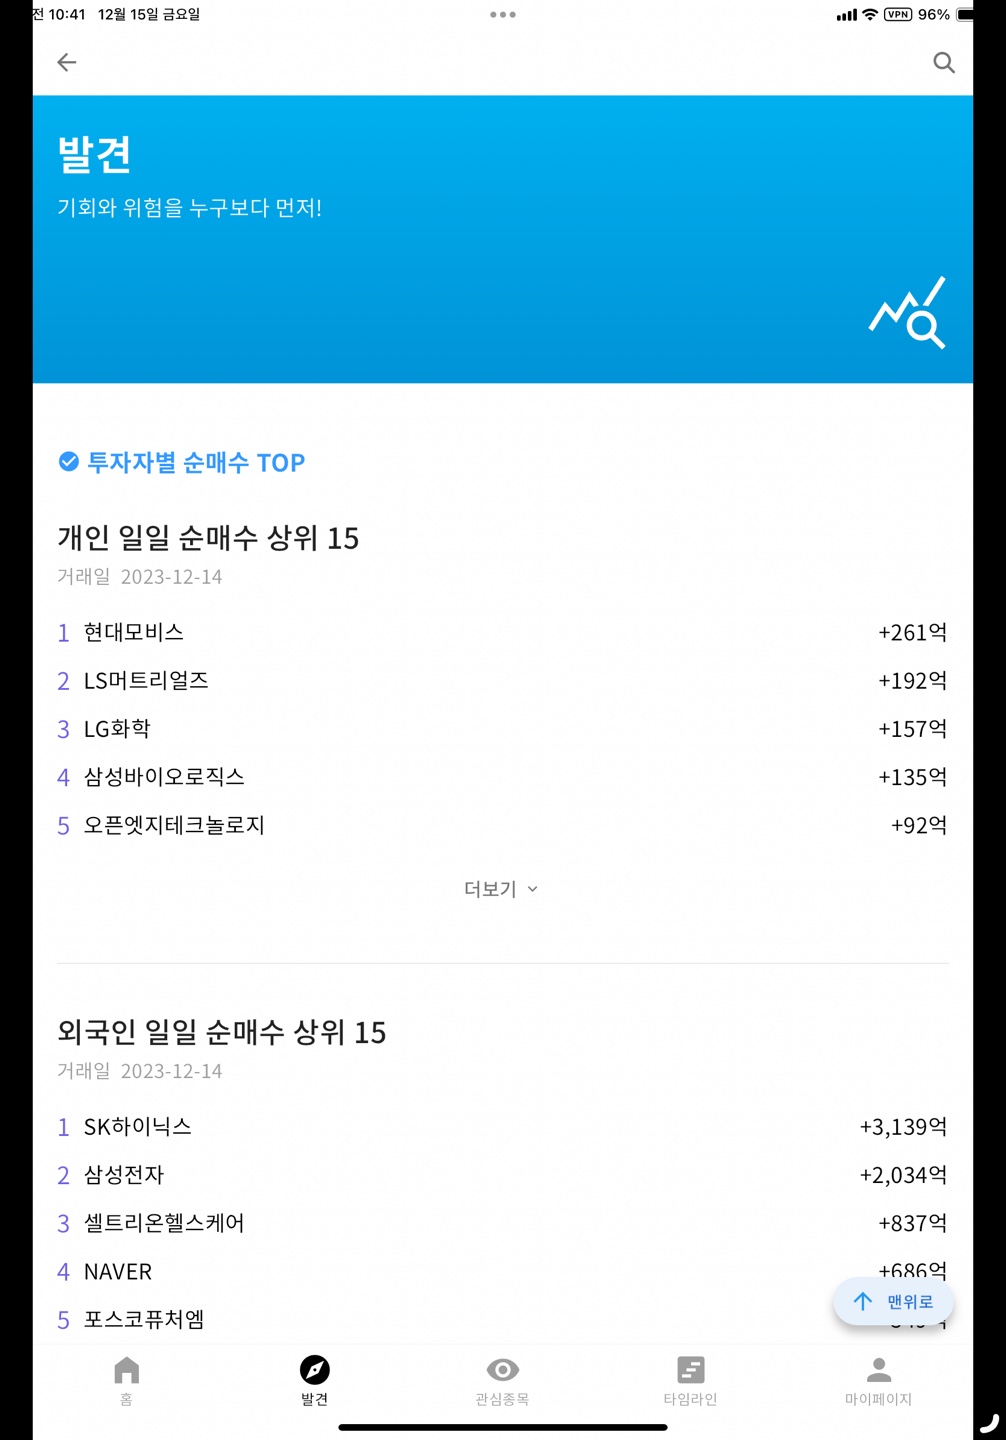 전 10:41 12월 15일 금요일
VPN 96%
발견
기회와 위험을 누구보다 먼저!
투자자별 순매수 TOP
개인 일일 순매수 상위 15
거래일 2023-12-14
1 현대모비스 +261억
2 LS머트리얼즈 +192억
3 LG화학 +157억
4 삼성바이오로직스 +135억
5 오픈엣지테크놀로지 +92억
더보기
외국인 일일 순매수 상위 15
거래일 2023-12-14
1 SK하이닉스 +3,139억
2 삼성전자 +2,034억
3 셀트리온헬스케어 +837억
4 NAVER +686억
5 포스코퓨처엠
맨위로
홈 발견 관심종목 타임라인 마이페이지